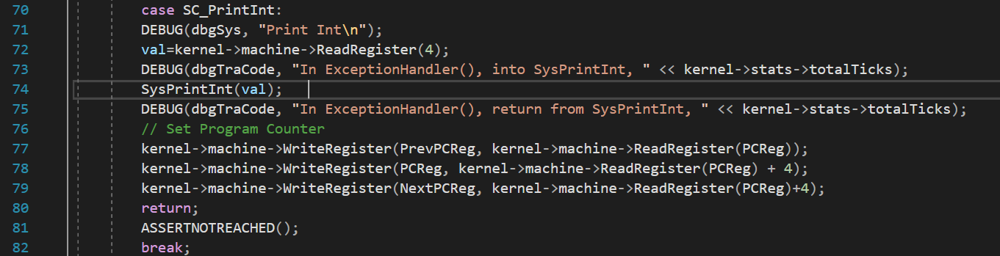 70 case SC_PrintInt:
71 DEBUG(dbgSys, "Print Int\n");
72 val=kernel->machine->ReadRegister(4);
73 DEBUG(dbgTraCode, "In ExceptionHandler(), into SysPrintInt, " << kernel->stats->totalTicks);
74 SysPrintInt(val);
75 DEBUG(dbgTraCode, "In ExceptionHandler(), return from SysPrintInt, " << kernel->stats->totalTicks);
76 // Set Program Counter
77 kernel->machine->WriteRegister(PrevPCReg, kernel->machine->ReadRegister(PCReg));
78 kernel->machine->WriteRegister(PCReg, kernel->machine->ReadRegister(PCReg) + 4);
79 kernel->machine->WriteRegister(NextPCReg, kernel->machine->ReadRegister(PCReg)+4);
80 return;
81 ASSERTNOTREACHED();
82 break;